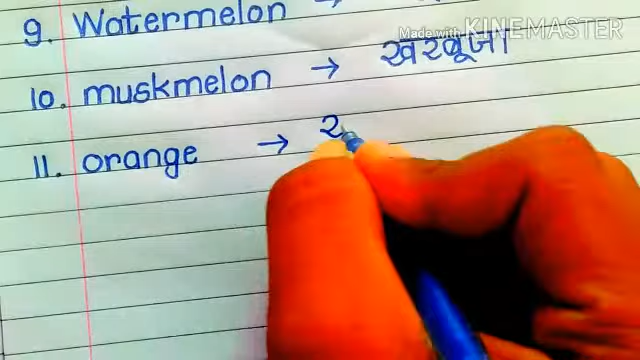 Made with KINEMASTER
9. Watermelon →
10. muskmelon → खरबूजा
11. orange →